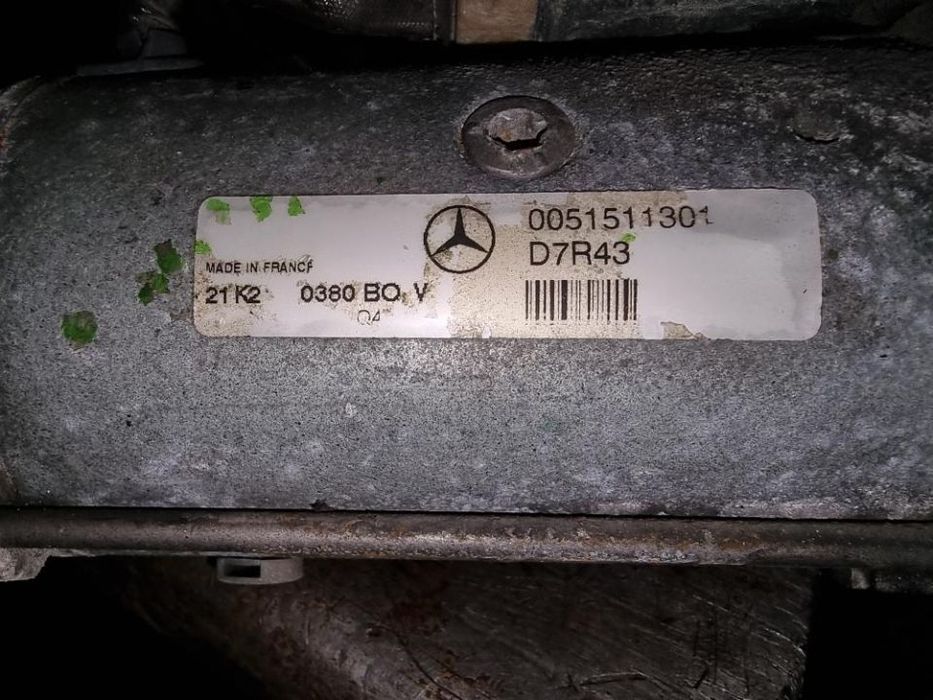 0051511301
D7R43
MADE IN FRANCE
21 K2 0380 BO. V
Q4